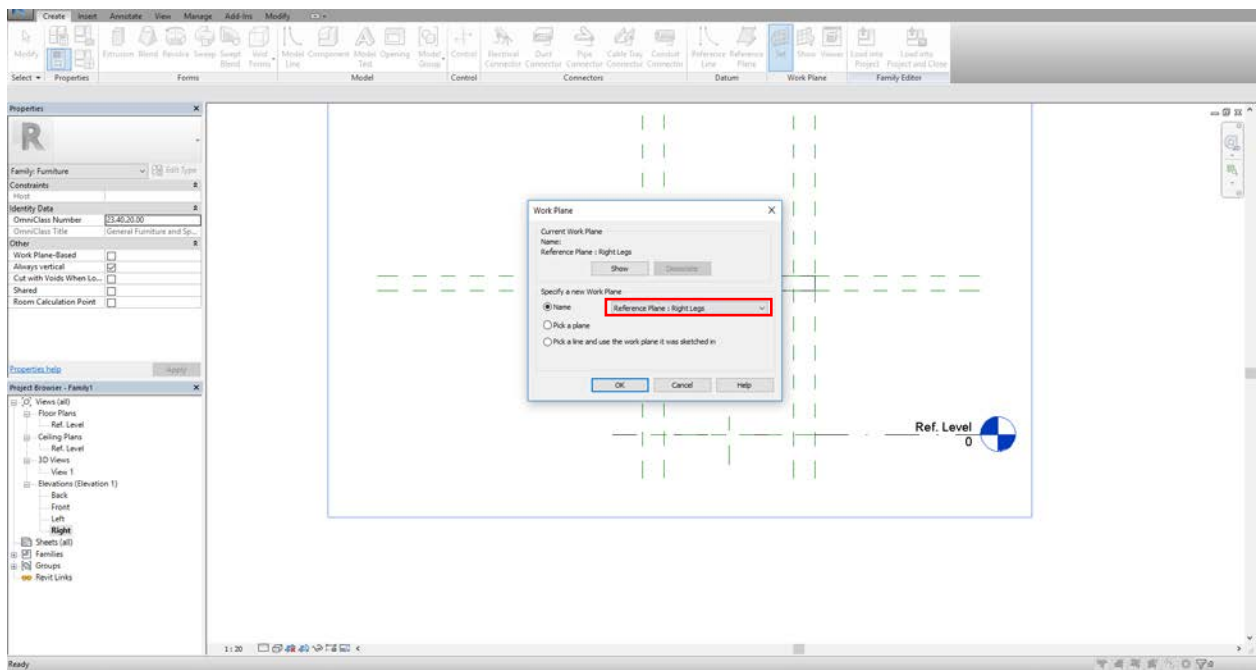 Create Insert Annotate View Manage Add-Ins Modify
Modify Extrusion Blend Revolve Sweep Swept Blend Void Forms Model Line Component Model Text Opening Model Group Control Electrical Connector Duct Connector Pipe Connector Cable Tray Connector Conduit Connector Reference Line Reference Plane Set Show Viewer Load into Project Load into Project and Close
Select Properties Forms Model Control Connectors Datum Work Plane Family Editor
Properties
R
Family: Furniture Edit Type
Constraints
Host
Identity Data
OmniClass Number 23.40.20.00
OmniClass Title General Furniture and Sp...
Other
Work Plane-Based
Always vertical
Cut with Voids When Lo...
Shared
Room Calculation Point
Properties help Apply
Project Browser - Family1
Views (all)
Floor Plans
Ref. Level
Ceiling Plans
Ref. Level
3D Views
View 1
Elevations (Elevation 1)
Back
Front
Left
Right
Sheets (all)
Families
Groups
Revit Links
Work Plane
Current Work Plane
Name:
Reference Plane : Right Legs
Show Dissociate
Specify a new Work Plane
Name Reference Plane : Right Legs
Pick a plane
Pick a line and use the work plane it was sketched in
OK Cancel Help
Ref. Level
0
1 : 20
Ready